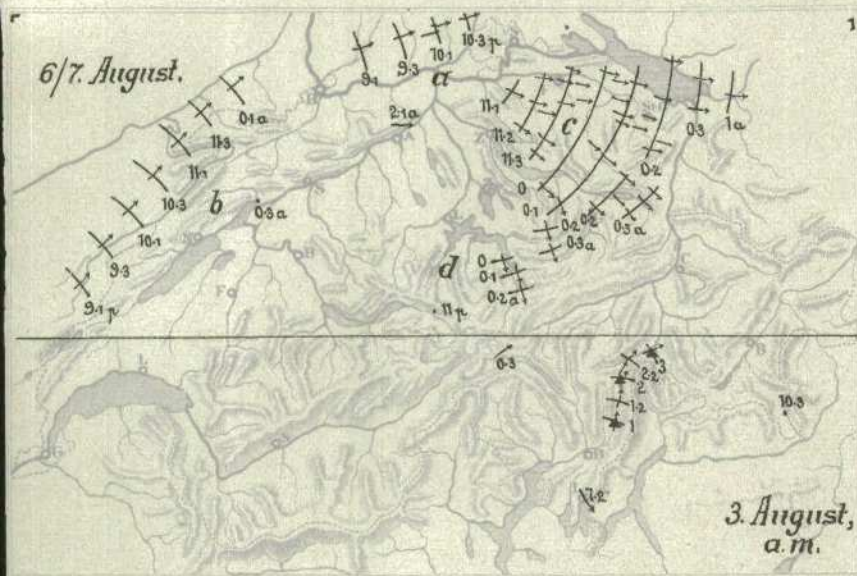 10·3 p
10·1
9·3
9·1
6/7. August.
a
0·1 a
2·1 a
11·3
11·1
10·3
b
10·1
9·3
9·1 p
0·3 a
c
11·1
11·2
11·3
0
0·1
0·2
0·3 a
0·2
0·3 a
0·2
0·3
1 a
d
0
0·1
0·2 a
11 p
0·3
3
2·2
2
1·2
1
10·3
1·2
3. August,
a.m.